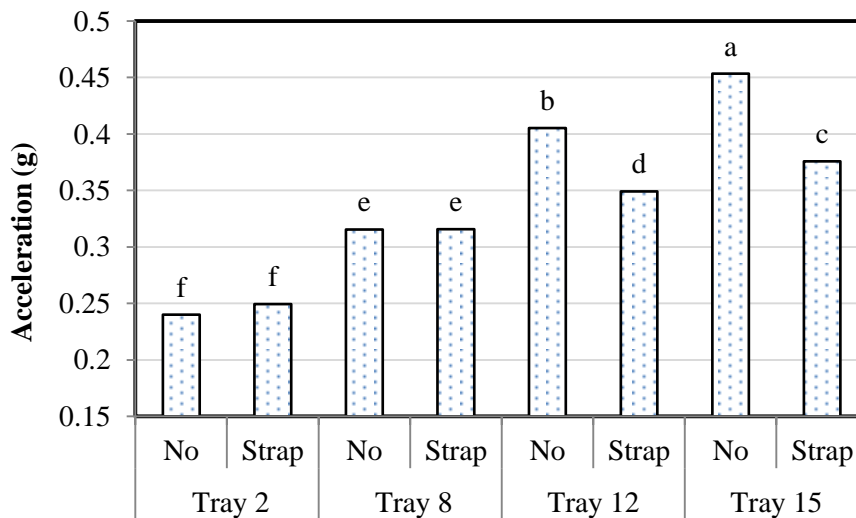 0.5
a
0.45
b
0.4
c
d
0.35
e e
0.3
f f
0.25
0.2
0.15
Acceleration (g)
No Strap No Strap No Strap No Strap
Tray 2 Tray 8 Tray 12 Tray 15